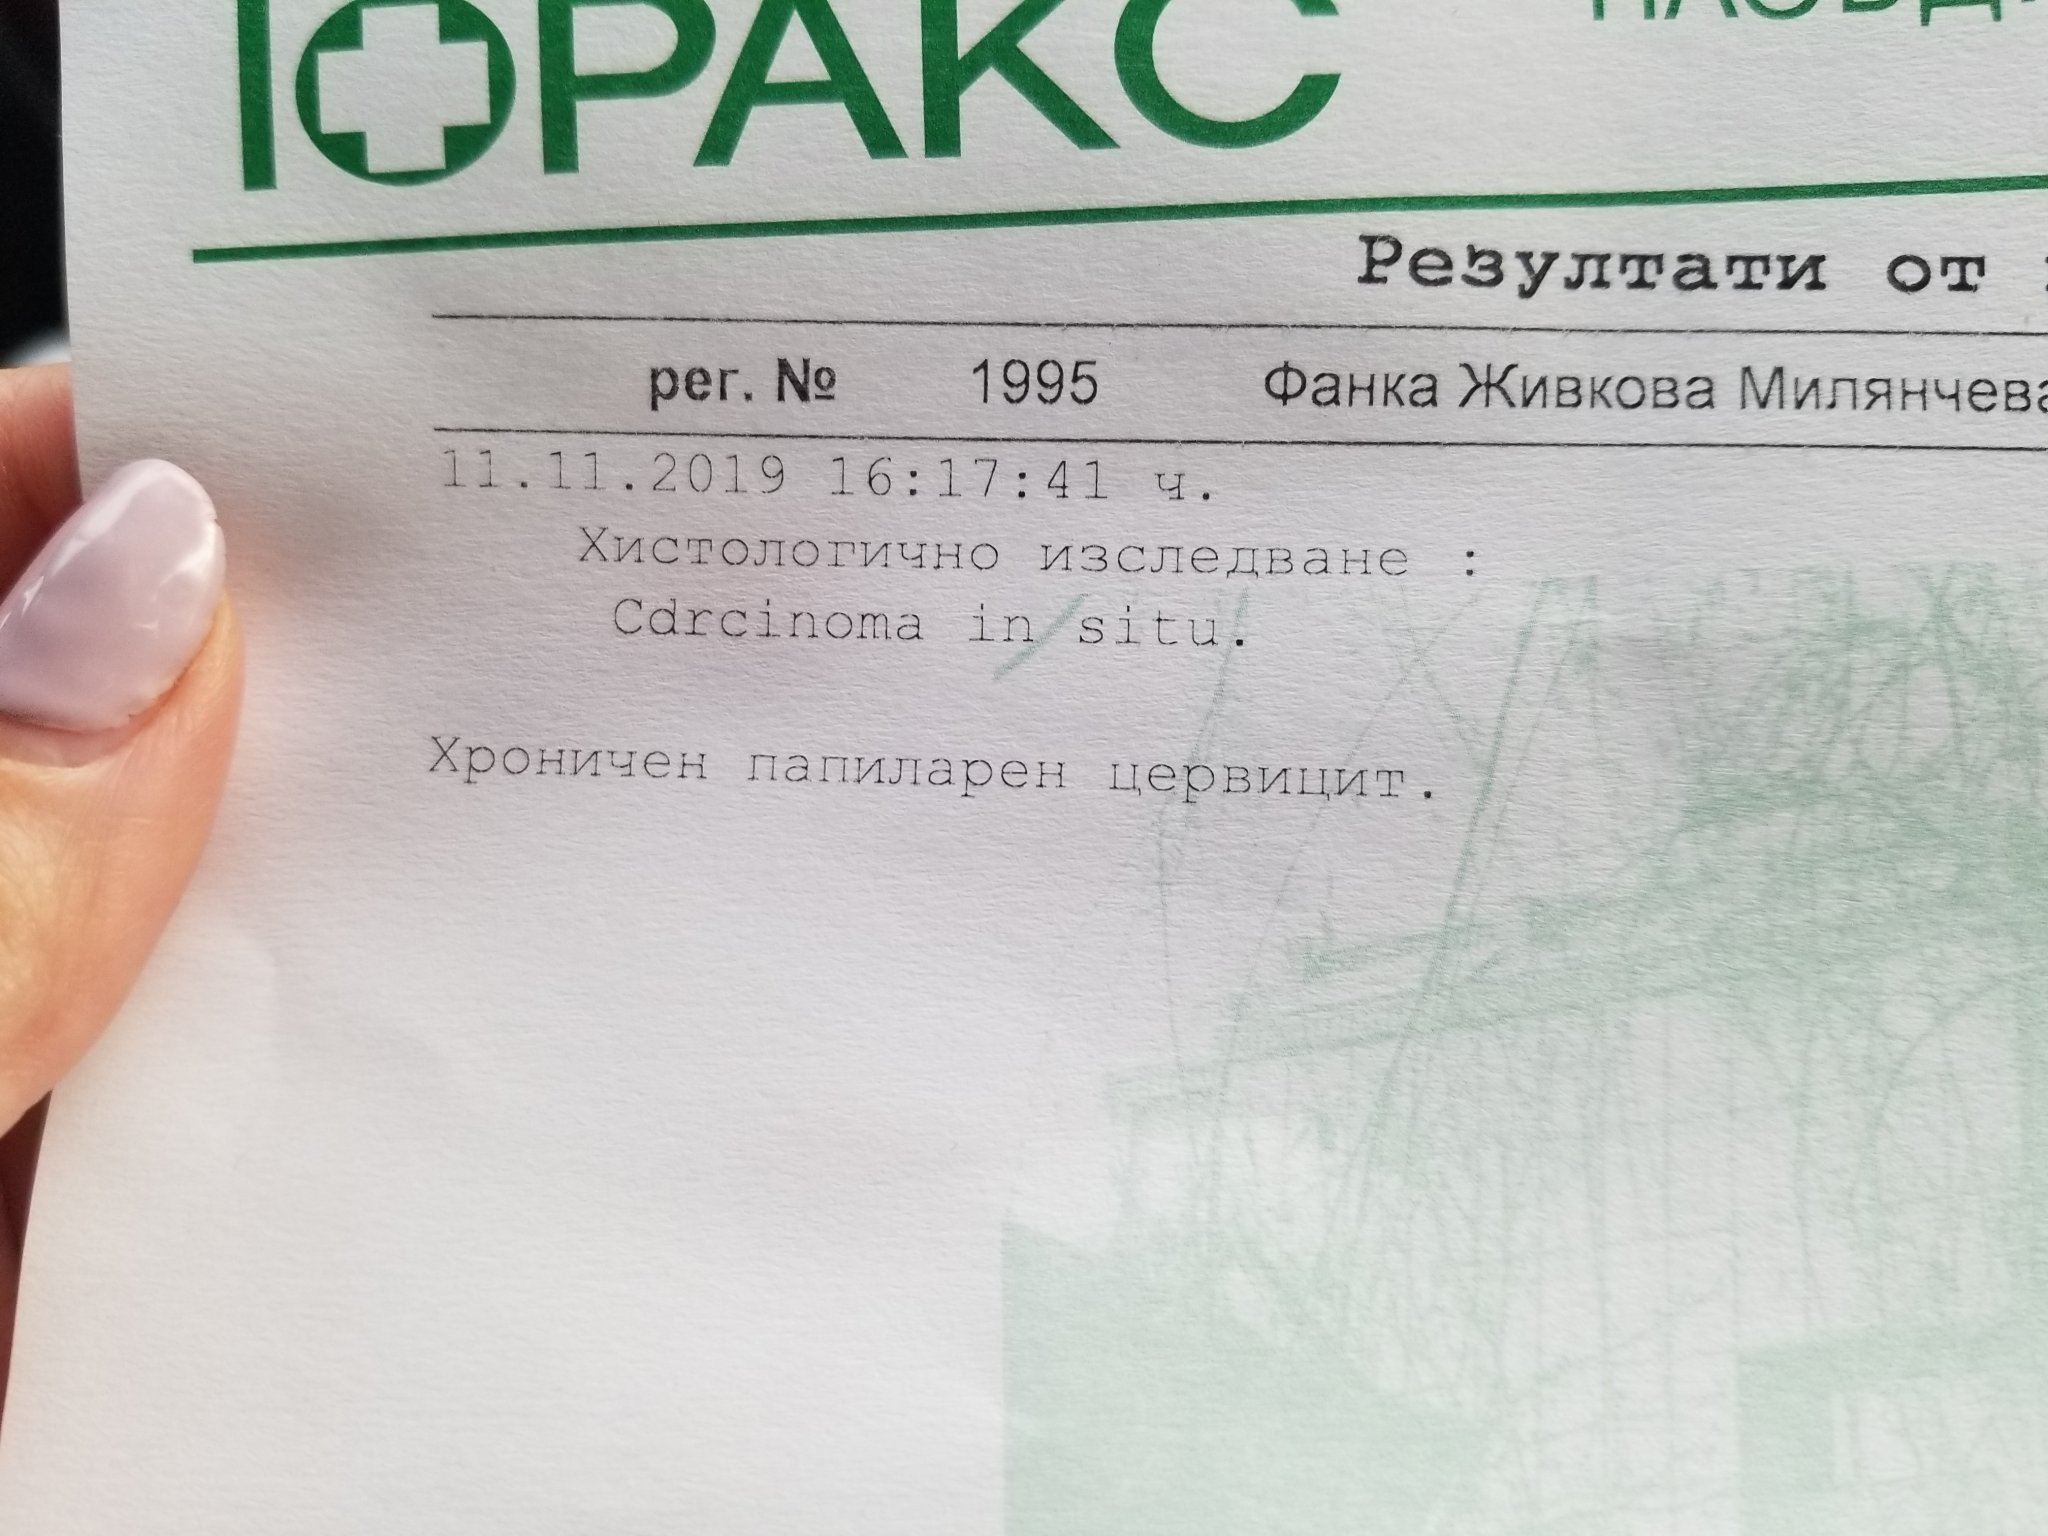 ТОРАКС
Резултати от
рег. № 1995 Фанка Живкова Милянчева
11.11.2019 16:17:41 ч.
Хистологично изследване :
Cdrcinoma in situ.
Хроничен папиларен цервицит.